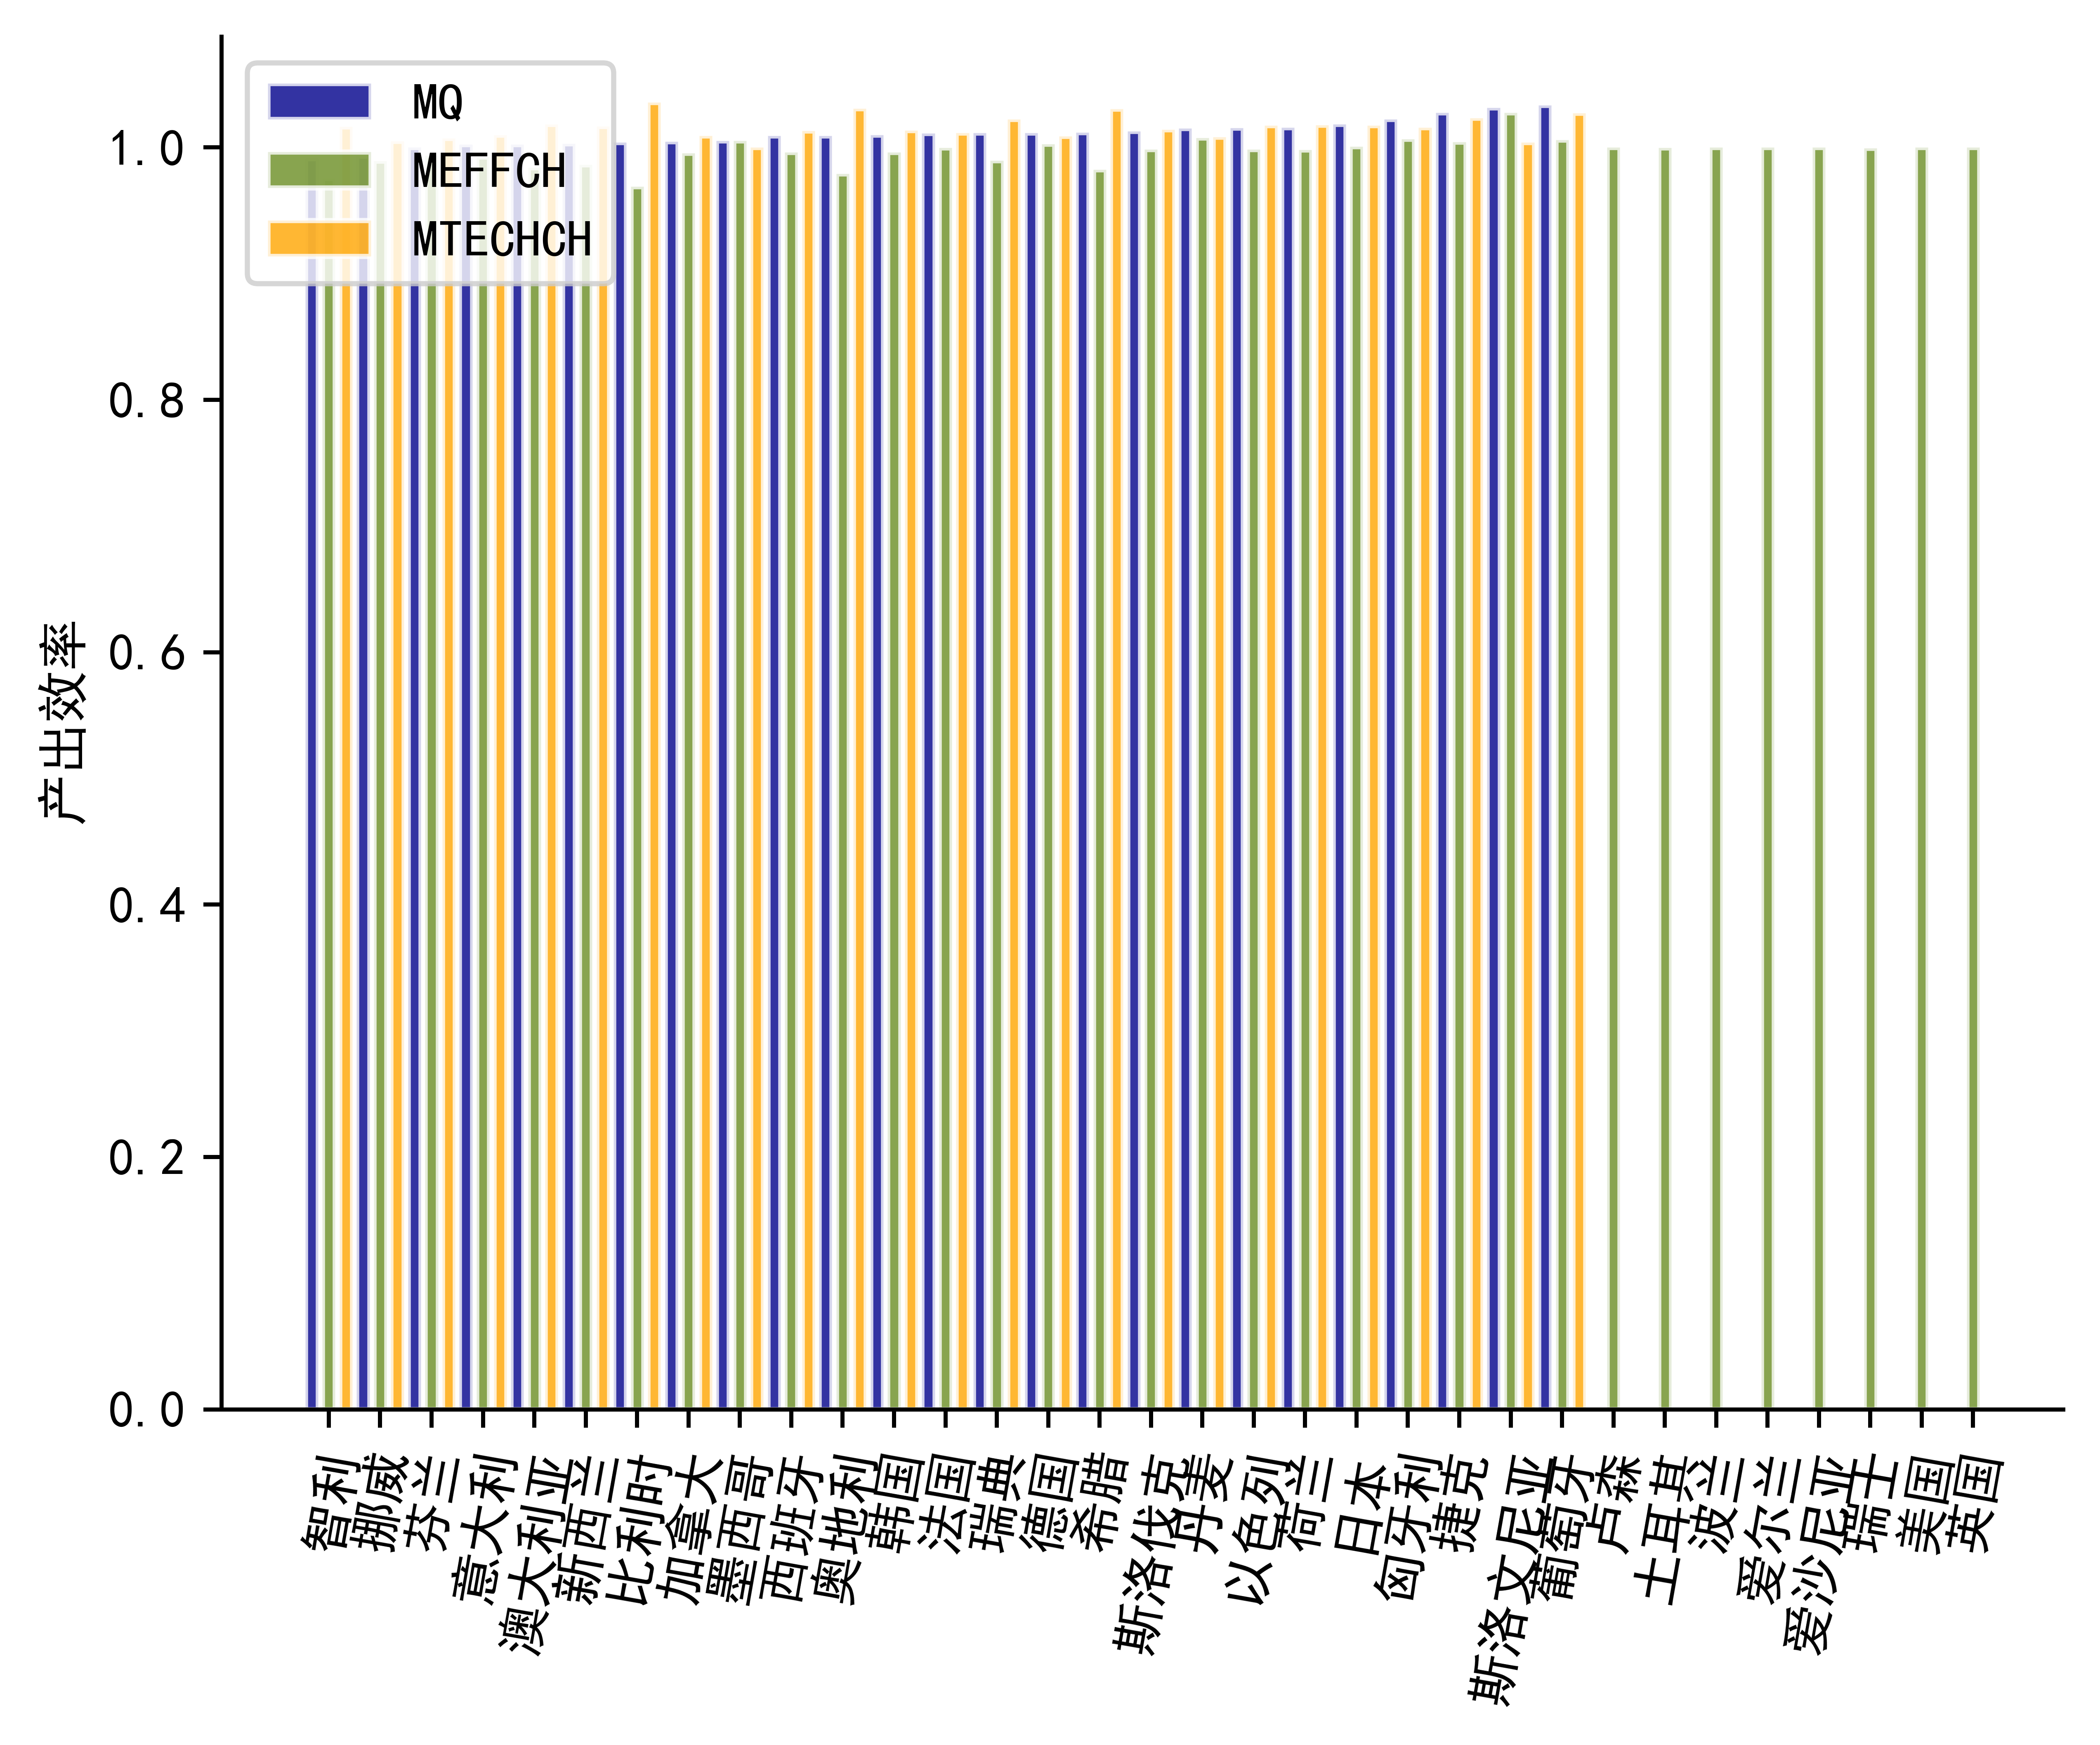 MQ
MEFFCH
MTECHCH
产出效率
1.0
0.8
0.6
0.4
0.2
0.0
智利
挪威
芬兰
意大利
澳大利亚
新西兰
比利时
加拿大
墨西哥
西班牙
奥地利
韩国
法国
瑞典
德国
希腊
斯洛伐克
丹麦
以色列
荷兰
日本
匈牙利
捷克
斯洛文尼亚
葡萄牙
百森
土耳其
波兰
爱尔兰
爱沙尼亚
瑞士
美国
英国